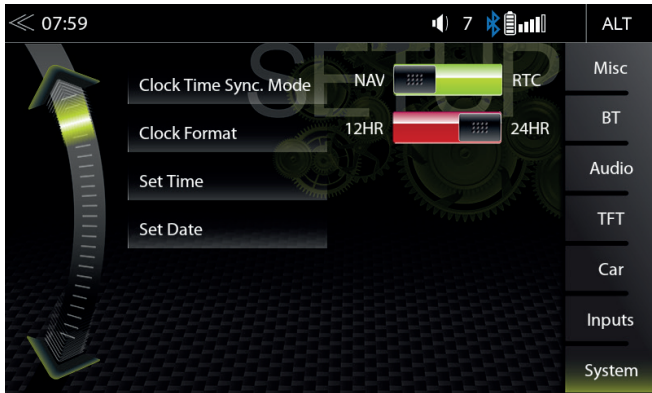 07:59 7 ALT
SETUP
Clock Time Sync. Mode NAV RTC
Clock Format 12HR 24HR
Set Time
Set Date
Misc
BT
Audio
TFT
Car
Inputs
System